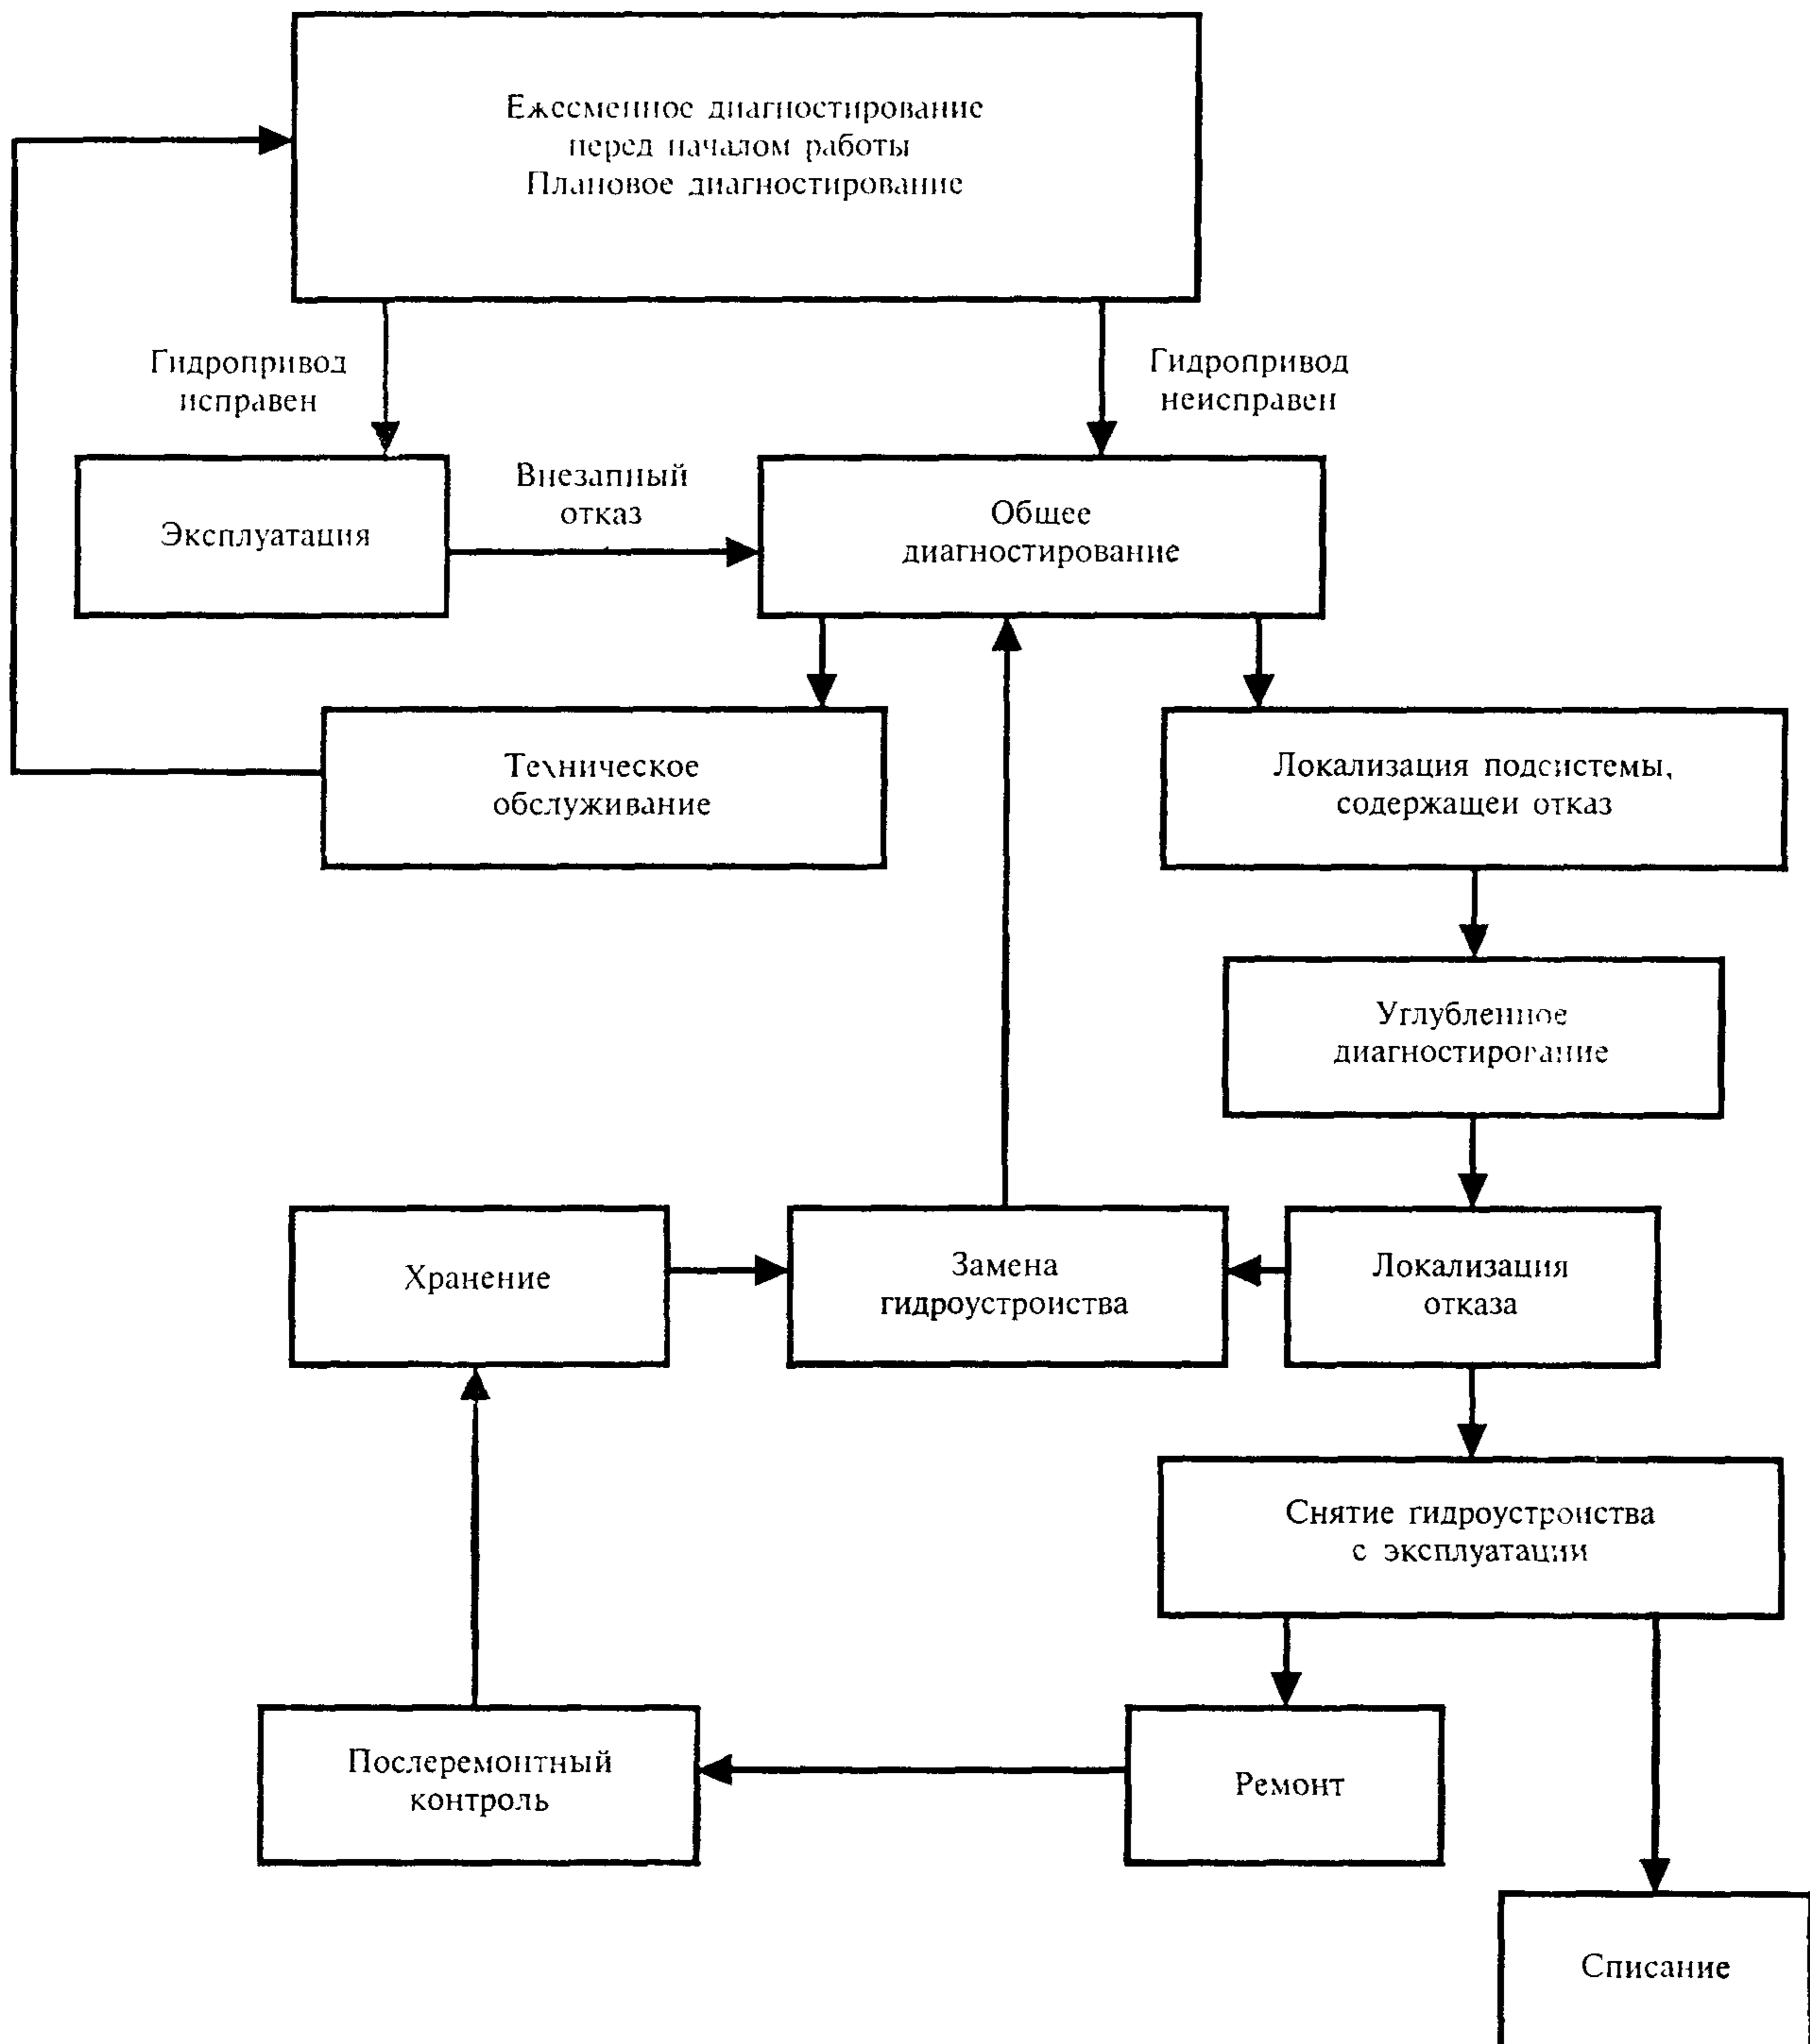 Ежесменное диагностирование
перед началом работы
Плановое диагностирование
Гидропривод
исправен
Гидропривод
неисправен
Внезапный
отказ
Эксплуатация
Общее
диагностирование
Техническое
обслуживание
Локализация подсистемы,
содержащей отказ
Углубленное
диагностирование
Хранение
Замена
гидроустройства
Локализация
отказа
Снятие гидроустройства
с эксплуатации
Послеремонтный
контроль
Ремонт
Списание